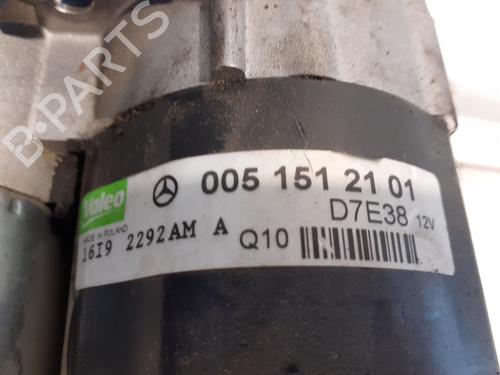 B-PARTS
Valeo 005 151 21 01
MADE IN POLAND D7E38 12V
16I9 2292AM A Q10